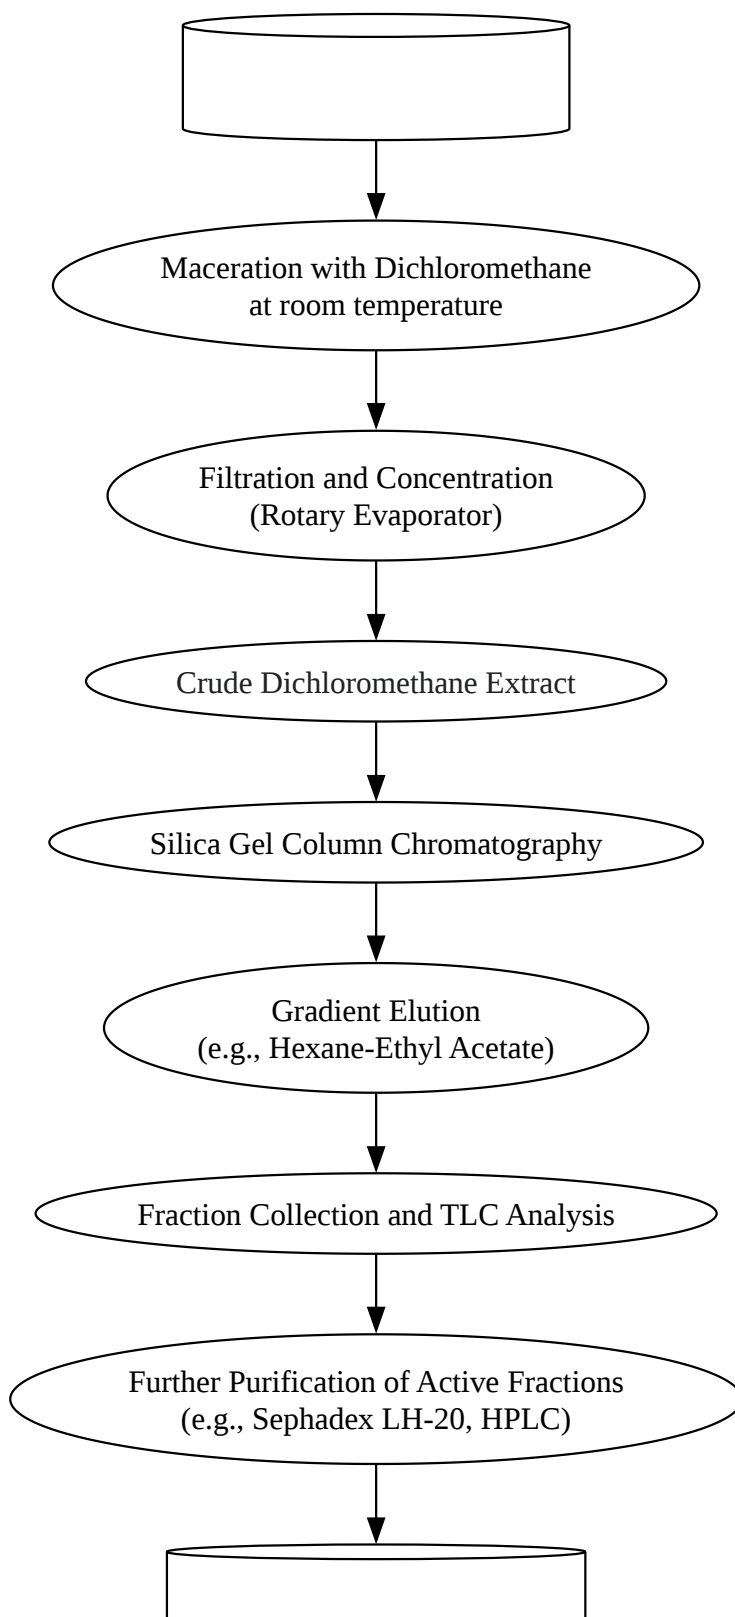 Maceration with Dichloromethane
at room temperature
Filtration and Concentration
(Rotary Evaporator)
Crude Dichloromethane Extract
Silica Gel Column Chromatography
Gradient Elution
(e.g., Hexane-Ethyl Acetate)
Fraction Collection and TLC Analysis
Further Purification of Active Fractions
(e.g., Sephadex LH-20, HPLC)